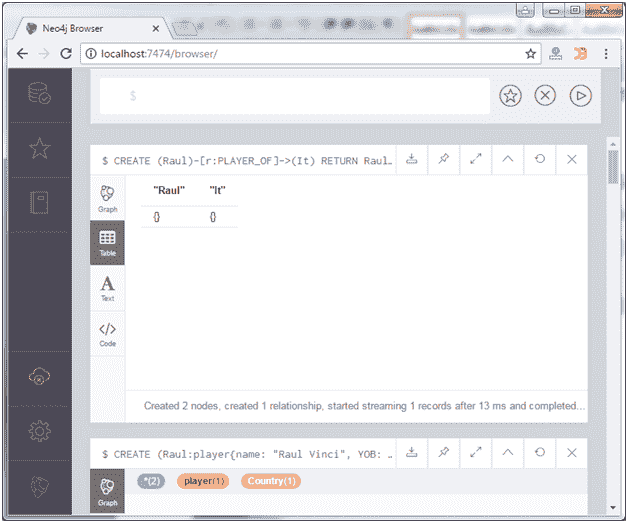 Neo4j Browser
localhost:7474/browser/
$
$ CREATE (Raul)-[r:PLAYER_OF]->(It) RETURN Raul…
"Raul" "It"
{} {}
Graph
Table
A
Text
</>
Code
Created 2 nodes, created 1 relationship, started streaming 1 records after 13 ms and completed...
$ CREATE (Raul:player{name: "Raul Vinci", YOB: …
*(2) player(1) Country(1)
Graph